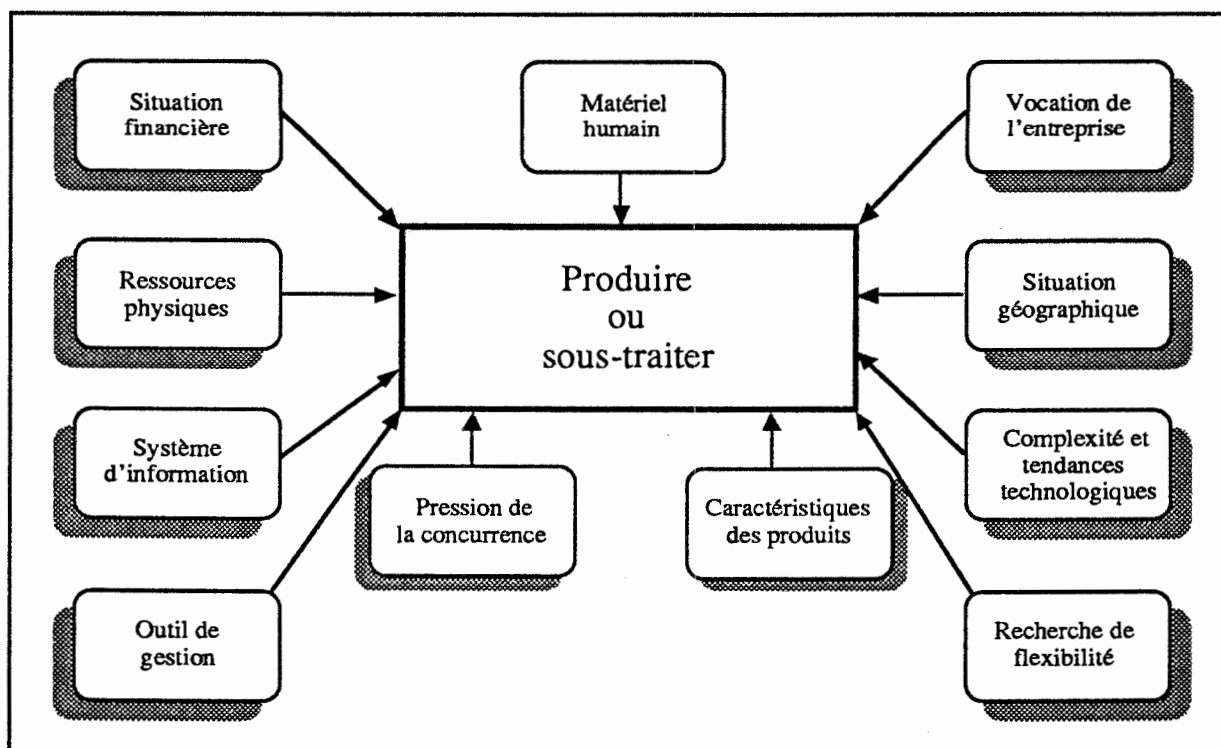 Situation
financière
Matériel
humain
Vocation de
l'entreprise
Ressources
physiques
Produire
ou
sous-traiter
Situation
géographique
Système
d'information
Pression de
la concurrence
Caractéristiques
des produits
Complexité et
tendances
technologiques
Outil de
gestion
Recherche de
flexibilité